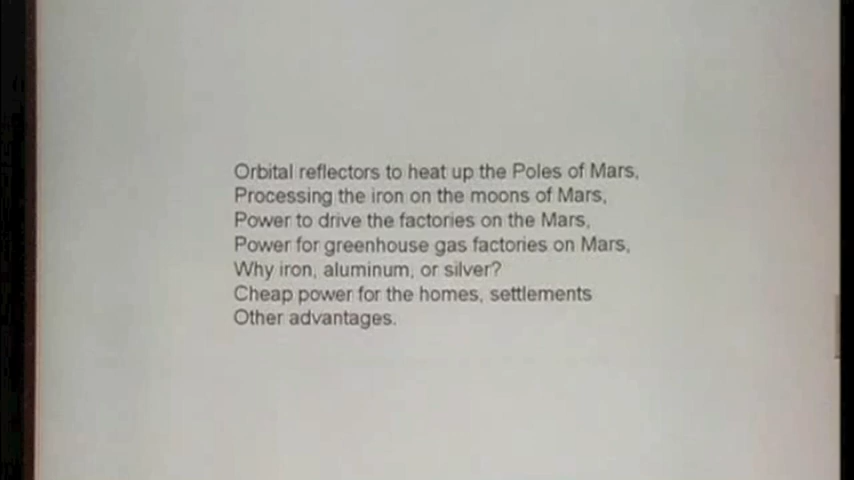 Orbital reflectors to heat up the Poles of Mars,
Processing the iron on the moons of Mars,
Power to drive the factories on the Mars,
Power for greenhouse gas factories on Mars,
Why iron, aluminum, or silver?
Cheap power for the homes, settlements
Other advantages.